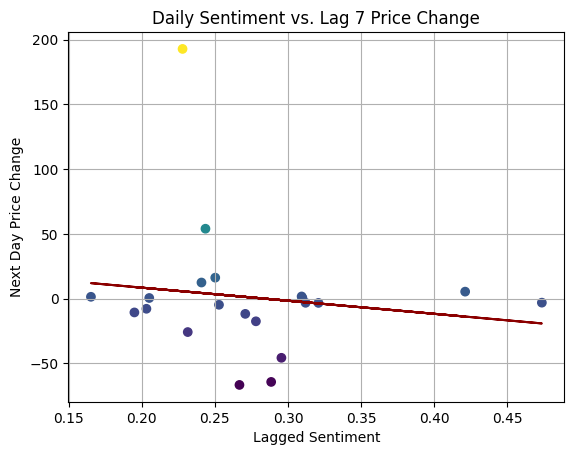 Daily Sentiment vs. Lag 7 Price Change
200
150
100
50
0
−50
Next Day Price Change
0.15 0.20 0.25 0.30 0.35 0.40 0.45
Lagged Sentiment